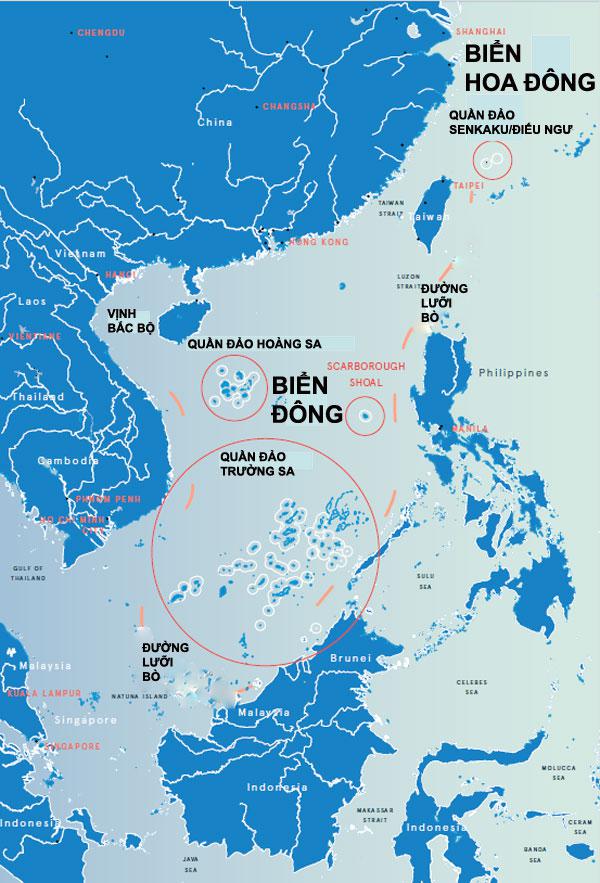 CHENGDU
SHANGHAI
BIỂN
HOA ĐÔNG
CHANGSHA
China
QUẦN ĐẢO
SENKAKU/ĐIẾU NGƯ
TAIPEI
TAIWAN
STRAIT
Taiwan
HONG KONG
Vietnam
HANOI
LUZON
STRAIT
ĐƯỜNG
LƯỠI
BÒ
Laos
VỊNH
BẮC BỘ
VIENTIANE
QUẦN ĐẢO HOÀNG SA
SCARBOROUGH
SHOAL
Philippines
BIỂN
ĐÔNG
Thailand
MANILA
QUẦN ĐẢO
TRƯỜNG SA
Cambodia
PHNOM PENH
HO CHI MINH
CITY
GULF OF
THAILAND
SULU
SEA
ĐƯỜNG
LƯỠI
BÒ
Brunei
Malaysia
KUALA LAMPUR
NATUNA ISLAND
CELEBES
SEA
Malaysia
Singapore
SINGAPORE
MOLUCCA
SEA
Indonesia
MAKASSAR
STRAIT
Indonesia
Indonesia
CERAM
SEA
BANDA
SEA
JAVA
SEA